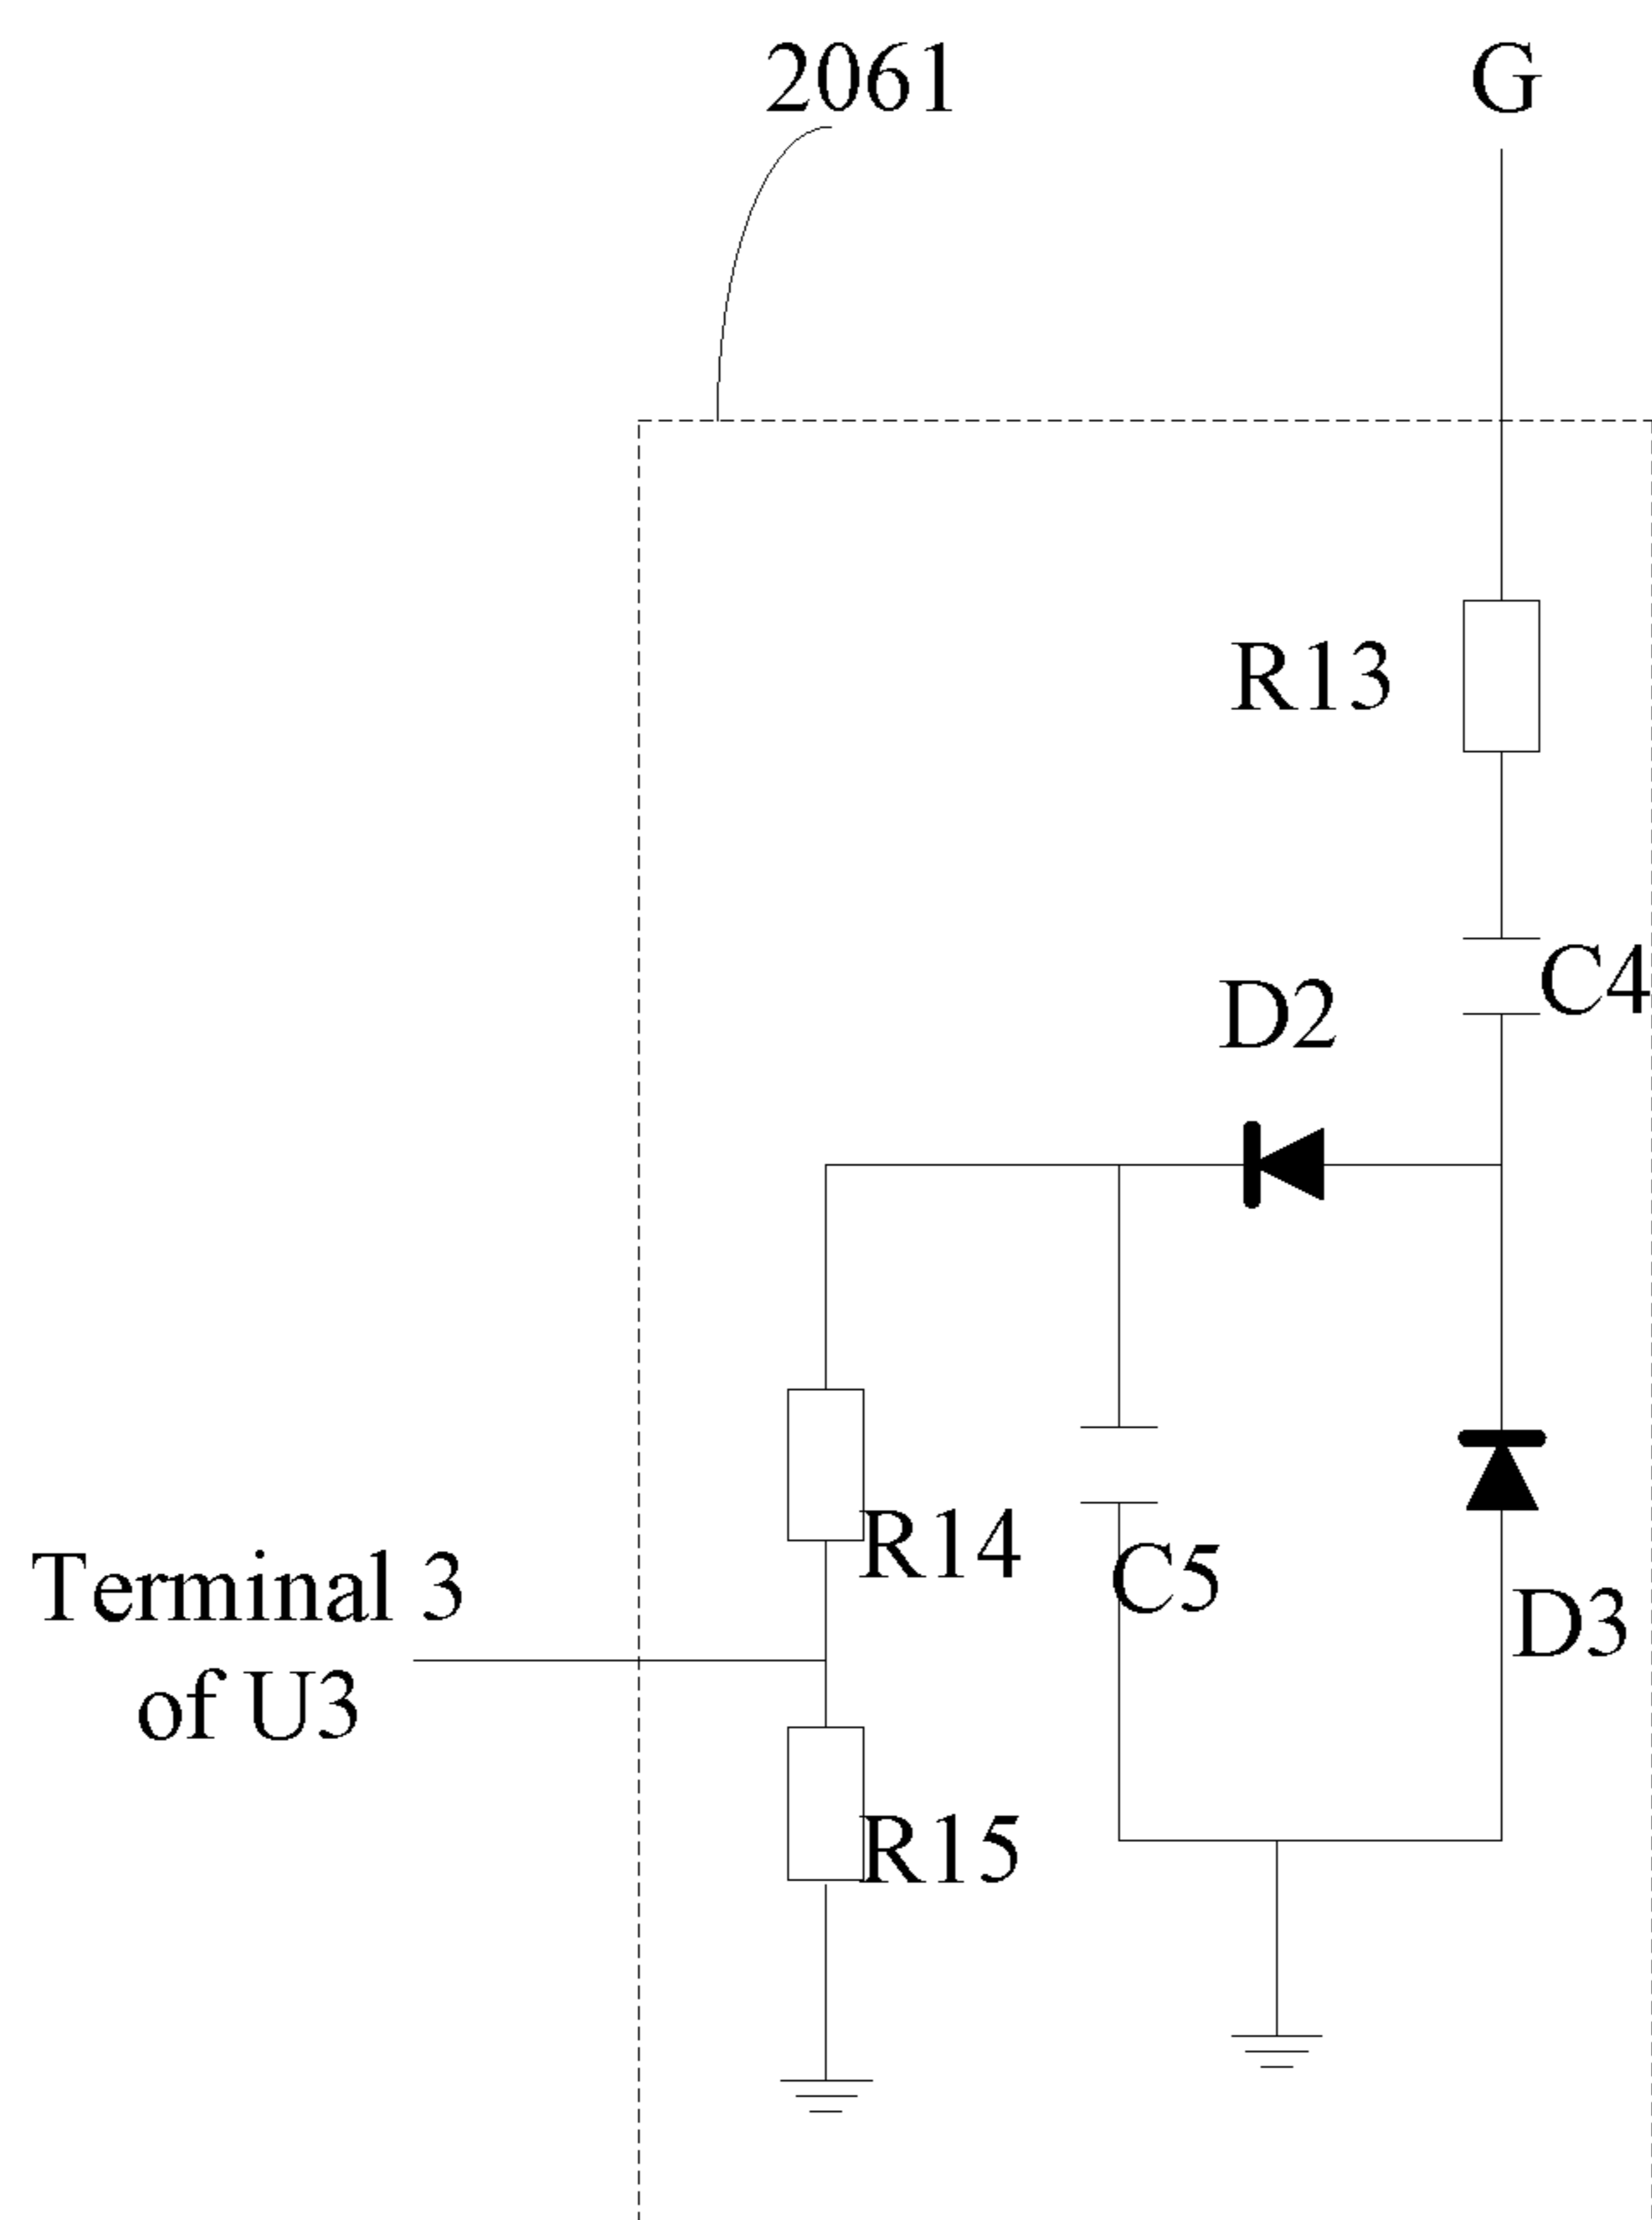 2061
G
R13
C4
D2
R14
C5
Terminal 3
of U3
D3
R15